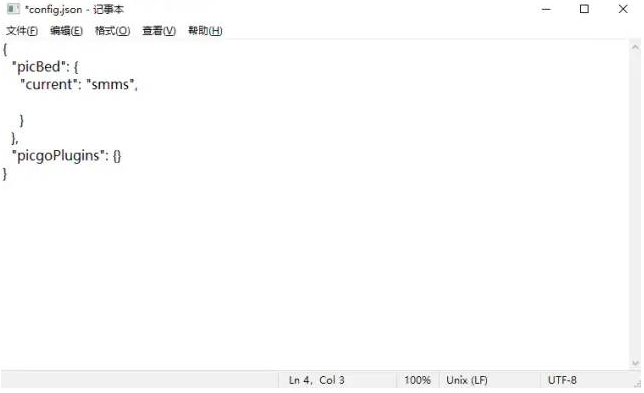 *config.json - 记事本
文件(F) 编辑(E) 格式(O) 查看(V) 帮助(H)
{
"picBed": {
"current": "smms",
}
},
"picgoPlugins": {}
}
Ln 4, Col 3 100% Unix (LF) UTF-8